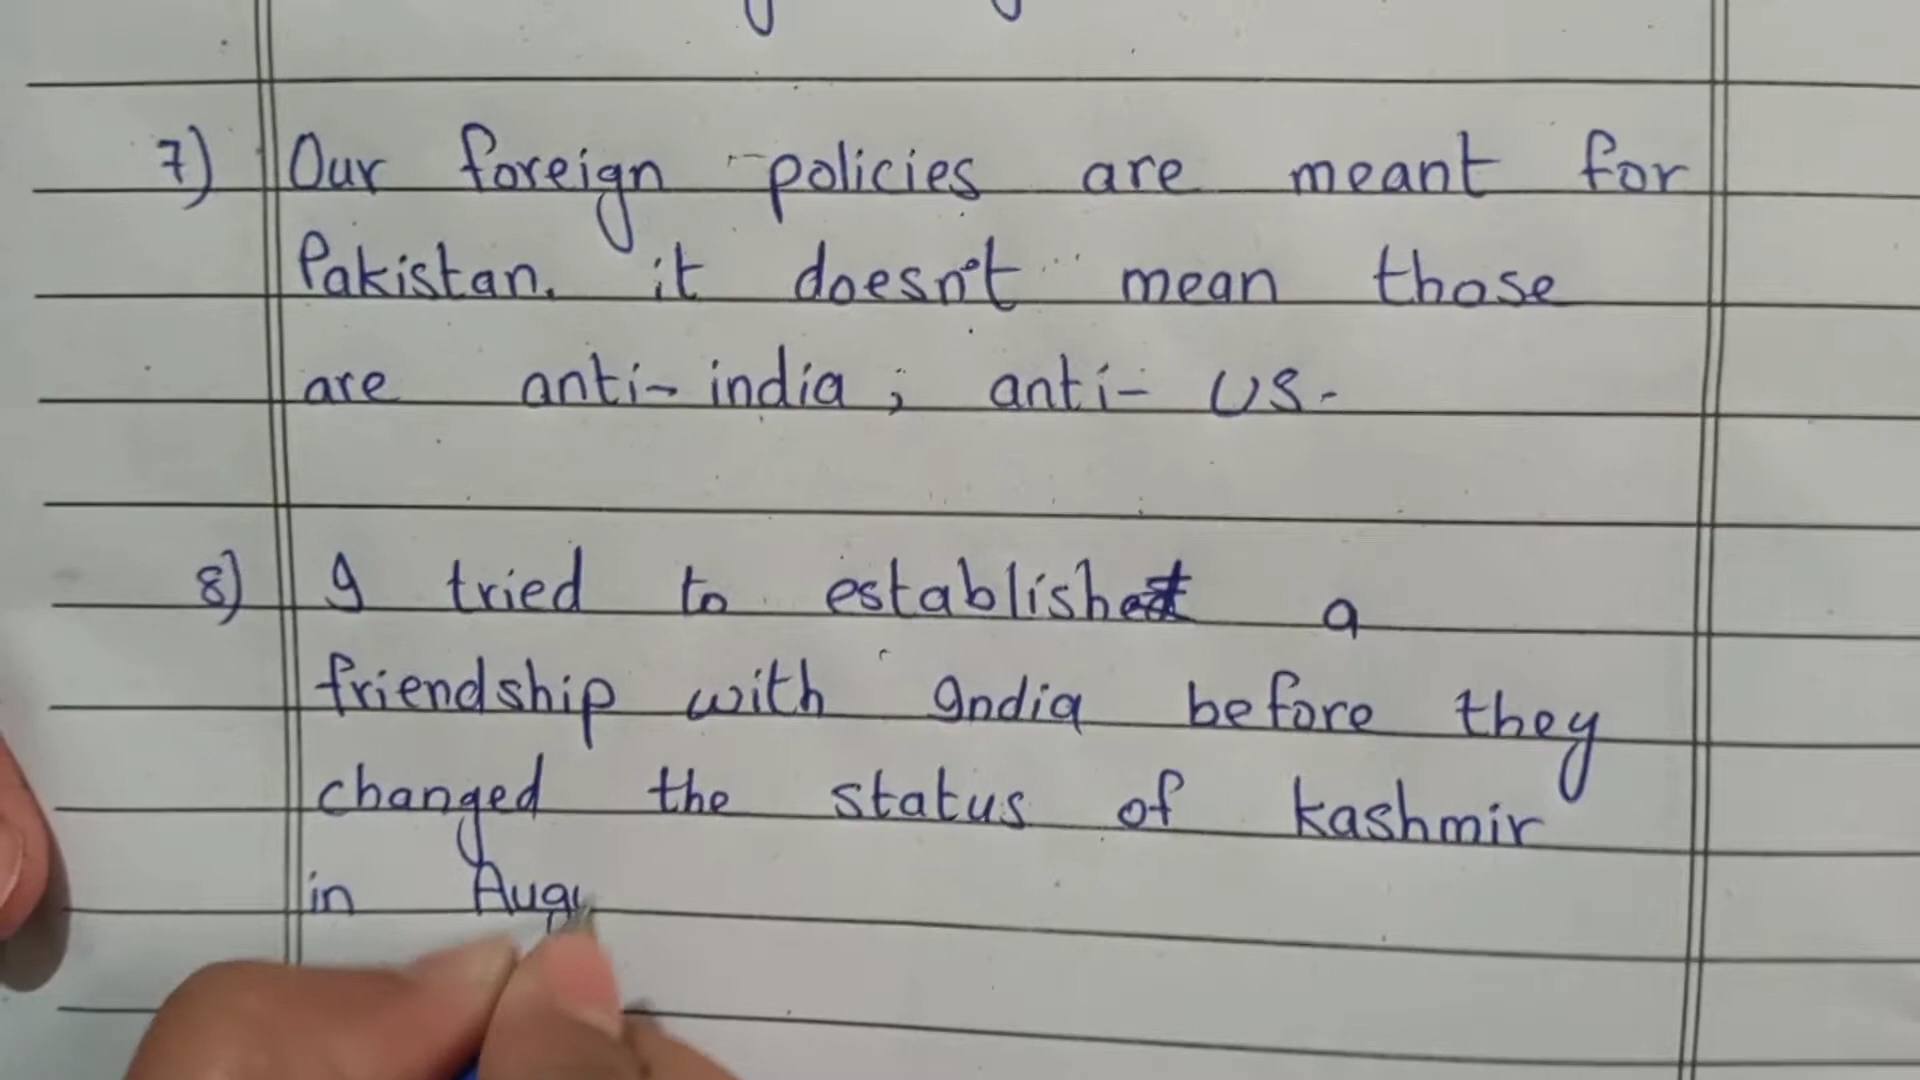 7) Our foreign policies are meant for
Pakistan. it doesn't mean those
are anti- india, anti- US.
8) I tried to establish a
friendship with India before they
changed the status of kashmir
in Augu